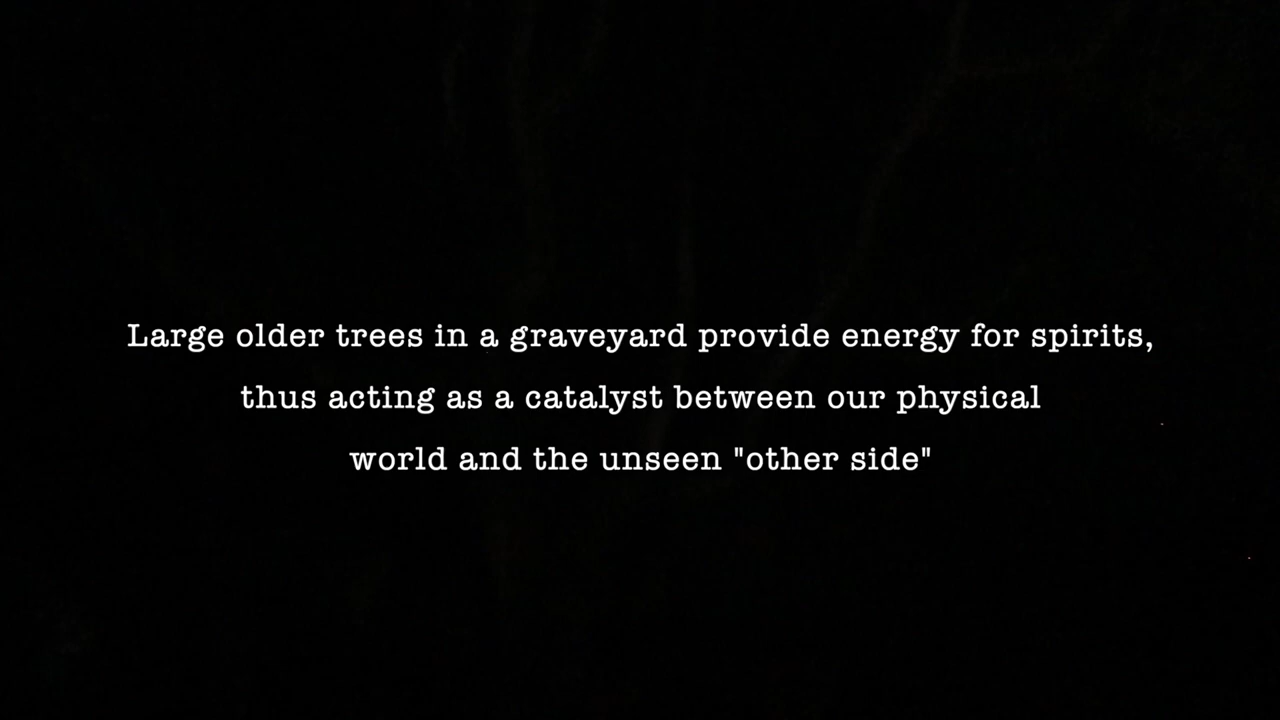 Large older trees in a graveyard provide energy for spirits,
thus acting as a catalyst between our physical
world and the unseen "other side"